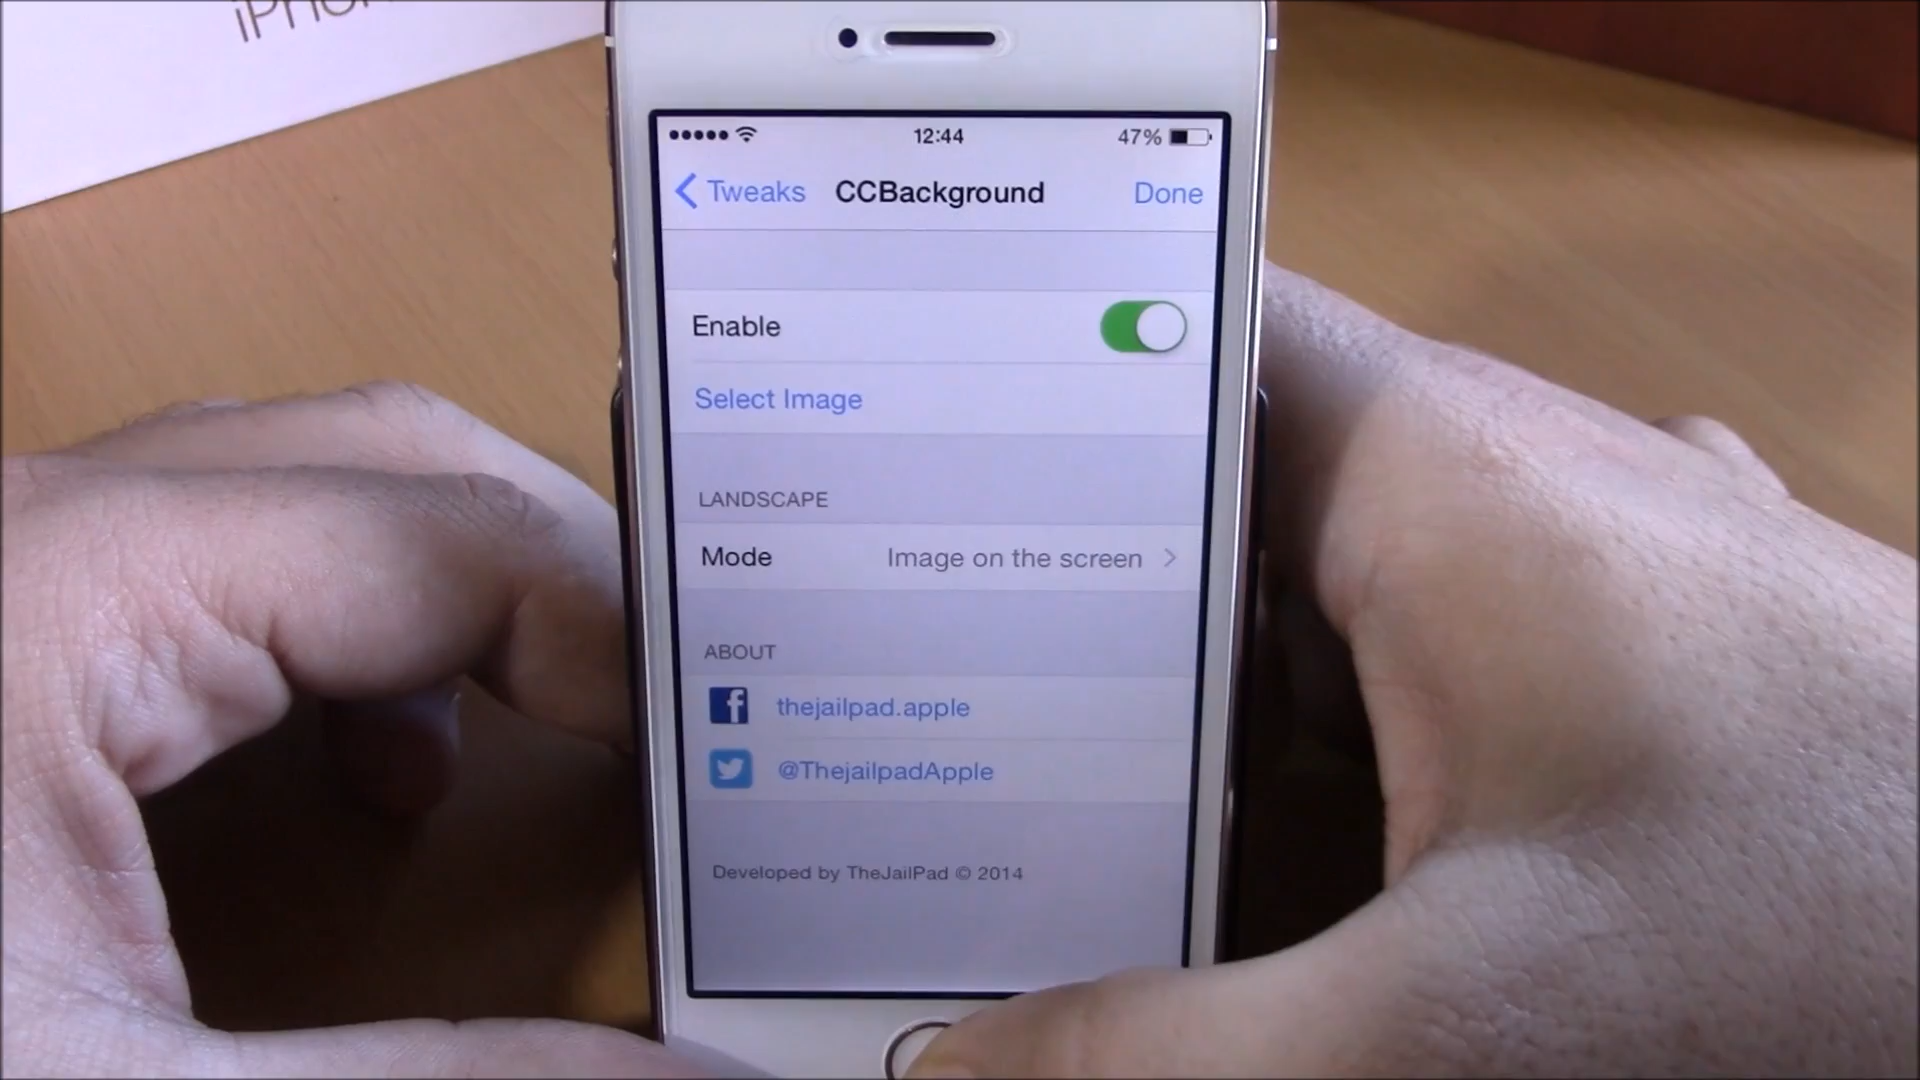 iPhone
12:44
47%
Tweaks
CCBackground
Done
Enable
Select Image
LANDSCAPE
Mode
Image on the screen
ABOUT
thejailpad.apple
@ThejailpadApple
Developed by TheJailPad © 2014